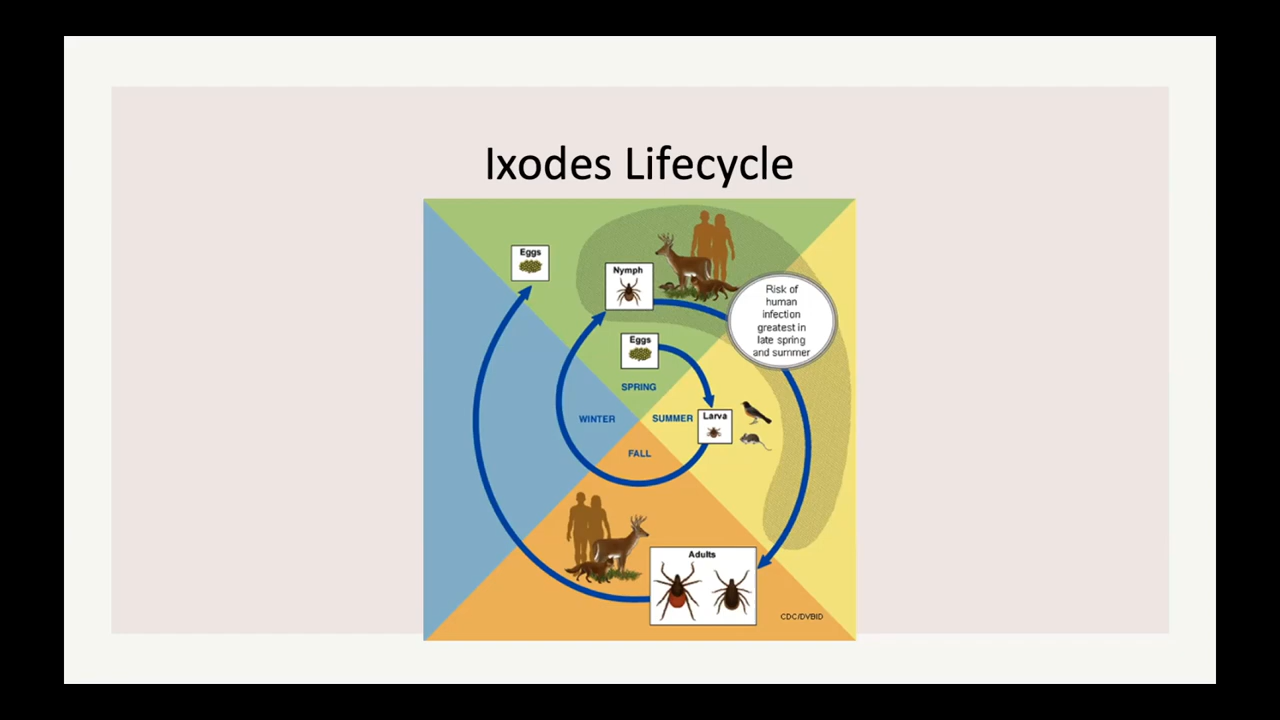 Ixodes Lifecycle
Eggs
Nymph
Risk of
human
infection
greatest in
late spring
and summer
Eggs
SPRING
WINTER
SUMMER
Larva
FALL
Adults
CDC/DVBID